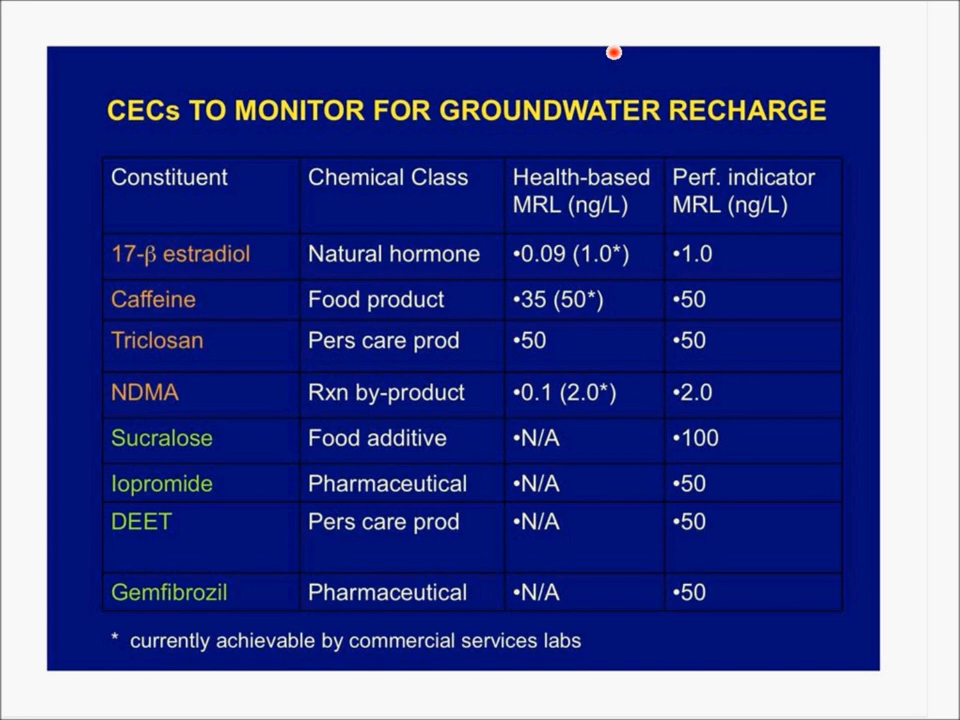 CECs TO MONITOR FOR GROUNDWATER RECHARGE
Constituent Chemical Class Health-based MRL (ng/L) Perf. indicator MRL (ng/L)
17-β estradiol Natural hormone •0.09 (1.0*) •1.0
Caffeine Food product •35 (50*) •50
Triclosan Pers care prod •50 •50
NDMA Rxn by-product •0.1 (2.0*) •2.0
Sucralose Food additive •N/A •100
Iopromide Pharmaceutical •N/A •50
DEET Pers care prod •N/A •50
Gemfibrozil Pharmaceutical •N/A •50
* currently achievable by commercial services labs